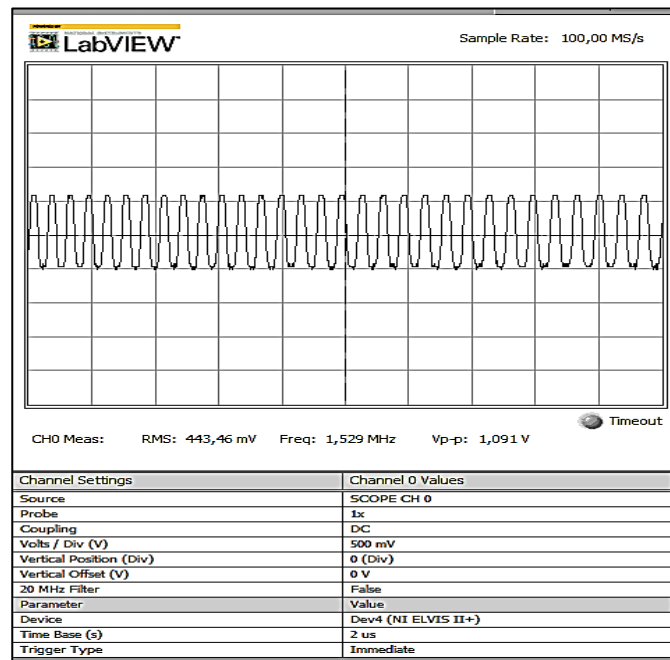 LabVIEW
Sample Rate: 100,00 MS/s
Timeout
CH0 Meas: RMS: 443,46 mV Freq: 1,529 MHz Vp-p: 1,091 V
Channel Settings Channel 0 Values
Source SCOPE CH 0
Probe 1x
Coupling DC
Volts / Div (V) 500 mV
Vertical Position (Div) 0 (Div)
Vertical Offset (V) 0 V
20 MHz Filter False
Parameter Value
Device Dev4 (NI ELVIS II+)
Time Base (s) 2 us
Trigger Type Immediate